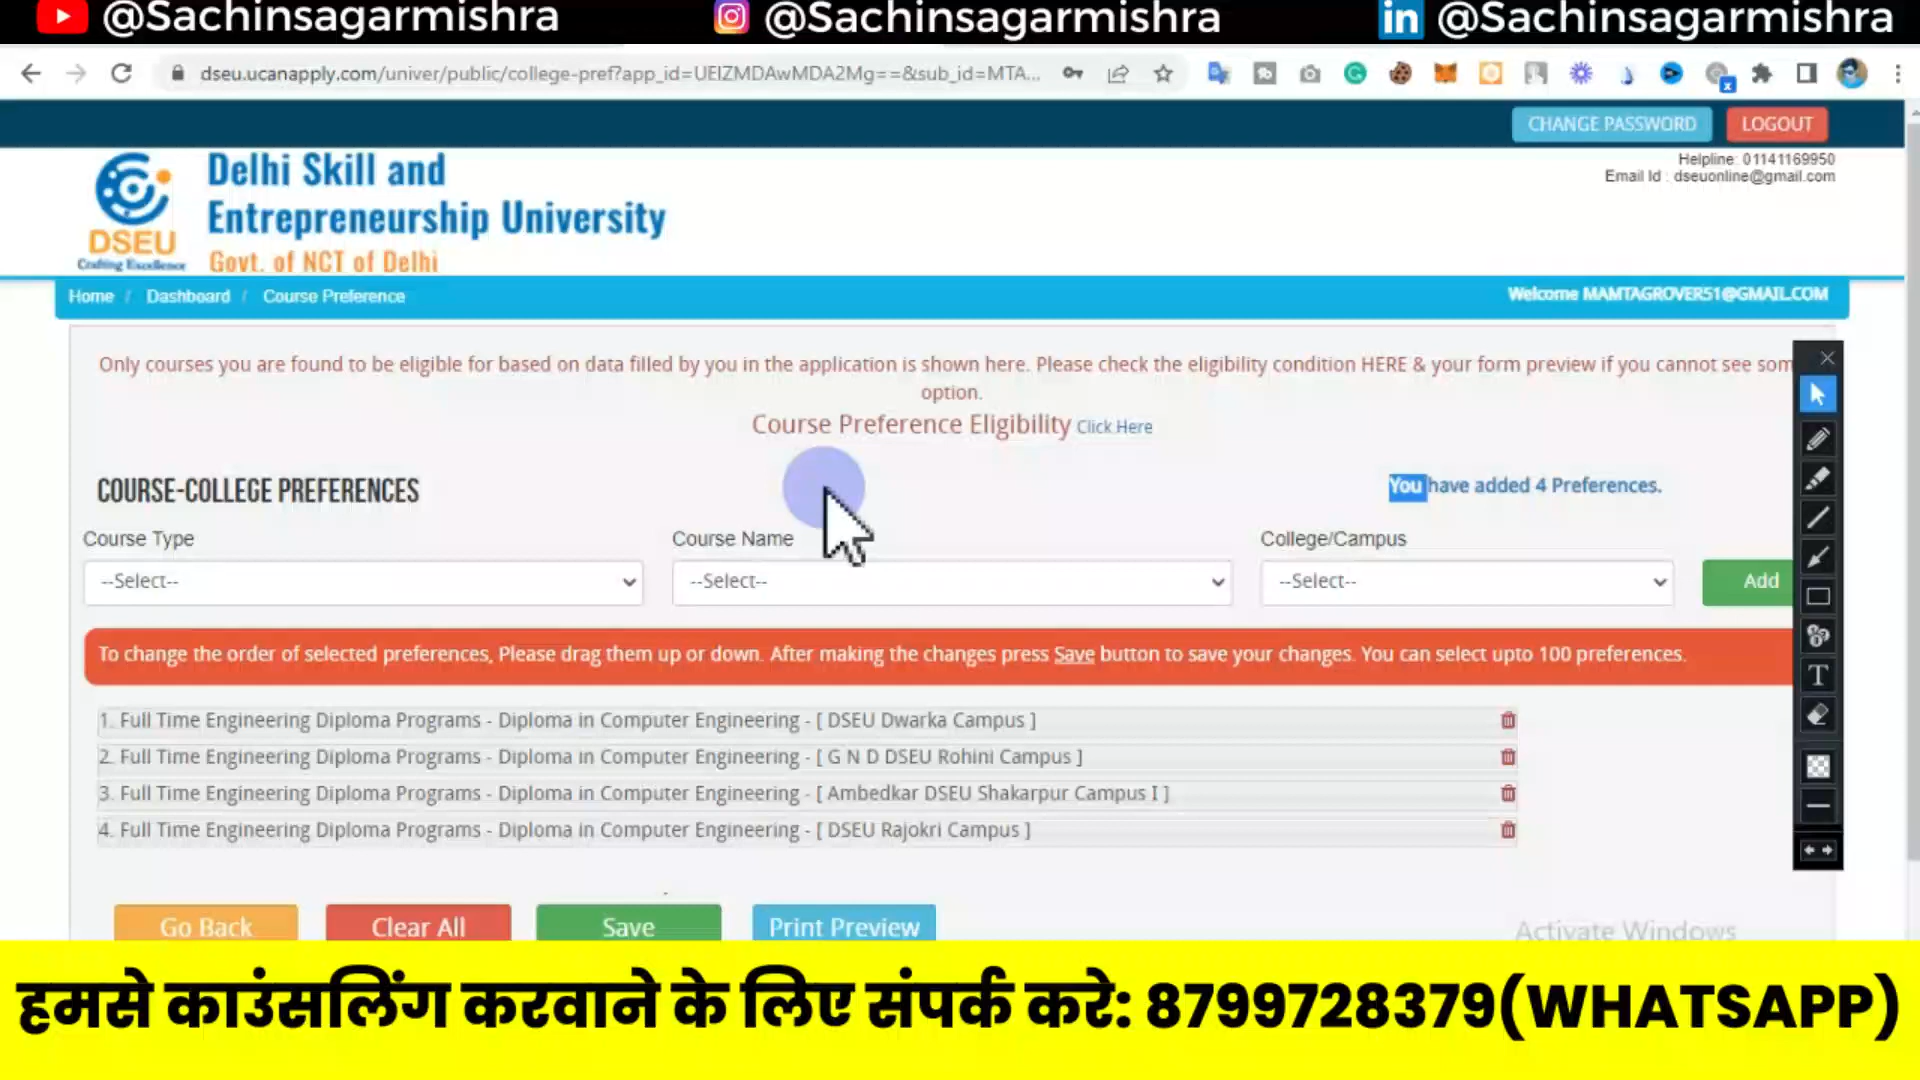 @Sachinsagarmishra @Sachinsagarmishra in @Sachinsagarmishra
dseu.ucanapply.com/univer/public/college-pref?app_id=UElZMDAwMDA2Mg==&sub_id=MTA...
CHANGE PASSWORD LOGOUT
Helpline: 01141169950
Email Id : dseuonline@gmail.com
Delhi Skill and
Entrepreneurship University
Govt. of NCT of Delhi
DSEU
Crafting Excellence
Home / Dashboard / Course Preference
Welcome MAMTAGROVER51@GMAIL.COM
Only courses you are found to be eligible for based on data filled by you in the application is shown here. Please check the eligibility condition HERE & your form preview if you cannot see som
option.
Course Preference Eligibility Click Here
COURSE-COLLEGE PREFERENCES
You have added 4 Preferences.
Course Type Course Name College/Campus
--Select-- --Select-- --Select-- Add
To change the order of selected preferences, Please drag them up or down. After making the changes press Save button to save your changes. You can select upto 100 preferences.
1. Full Time Engineering Diploma Programs - Diploma in Computer Engineering - [ DSEU Dwarka Campus ]
2. Full Time Engineering Diploma Programs - Diploma in Computer Engineering - [ G N D DSEU Rohini Campus ]
3. Full Time Engineering Diploma Programs - Diploma in Computer Engineering - [ Ambedkar DSEU Shakarpur Campus I ]
4. Full Time Engineering Diploma Programs - Diploma in Computer Engineering - [ DSEU Rajokri Campus ]
Go Back Clear All Save Print Preview
Activate Windows
हमसे काउंसलिंग करवाने के लिए संपर्क करे: 8799728379(WHATSAPP)